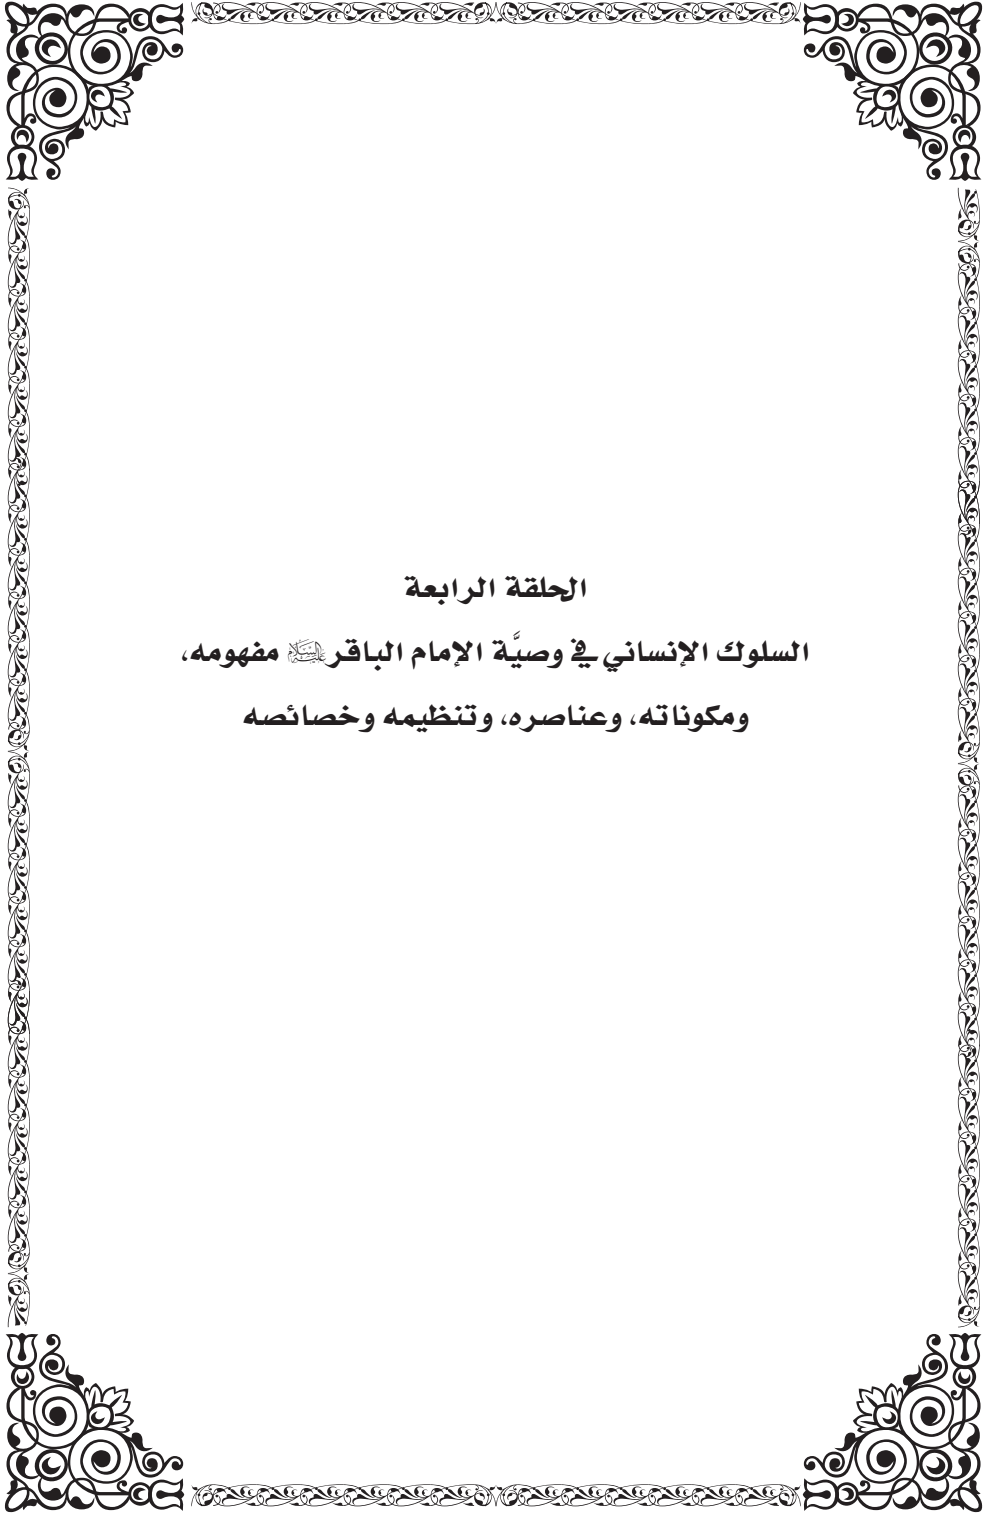 الحلقة الرابعة
السلوك الإنساني في وصيَّة الإمام الباقر عليه السلام مفهومه،
ومكوناته، وعناصره، وتنظيمه وخصائصه